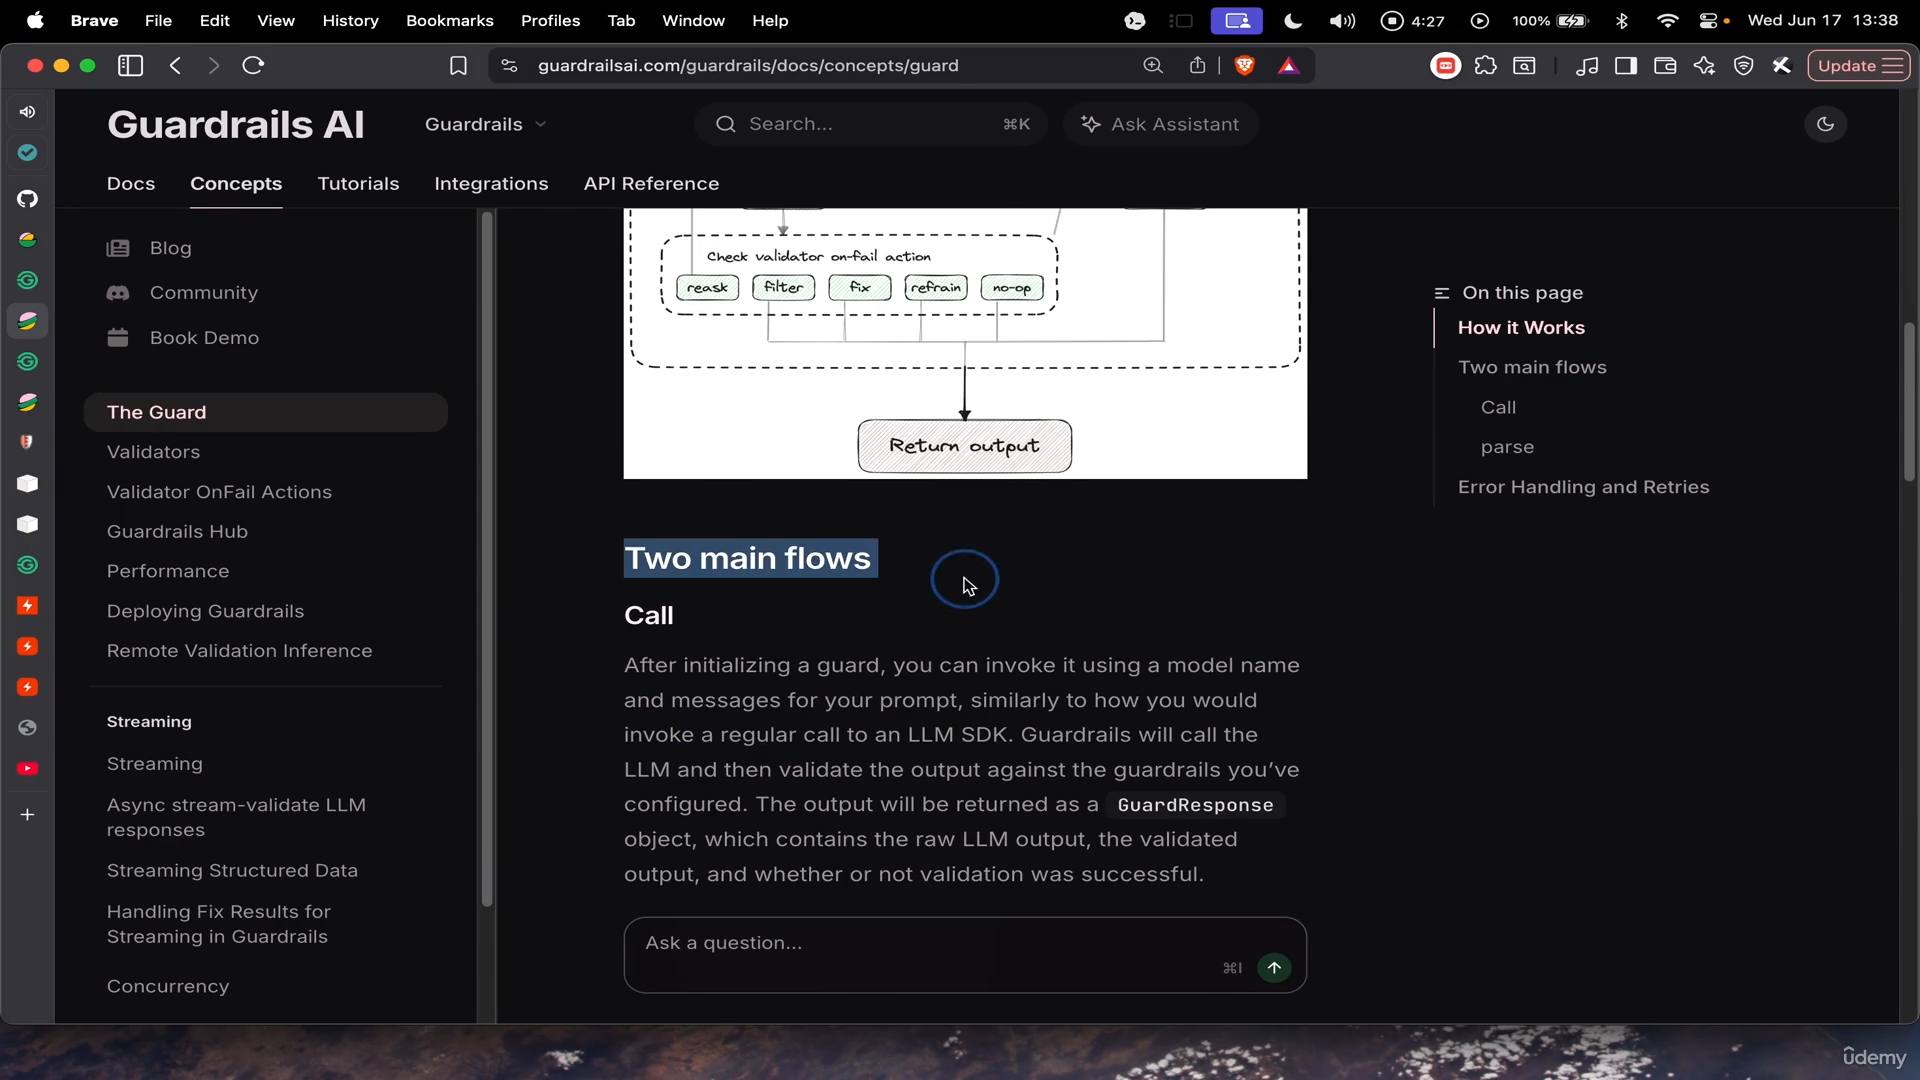 Brave File Edit View History Bookmarks Profiles Tab Window Help 4:27 100% Wed Jun 17 13:38
guardrailsai.com/guardrails/docs/concepts/guard Update
Guardrails AI Guardrails Search... ⌘K Ask Assistant
Docs Concepts Tutorials Integrations API Reference
Blog
Community
Book Demo
The Guard
Validators
Validator OnFail Actions
Guardrails Hub
Performance
Deploying Guardrails
Remote Validation Inference
Streaming
Streaming
Async stream-validate LLM
responses
Streaming Structured Data
Handling Fix Results for
Streaming in Guardrails
Concurrency
Check validator on-fail action
reask filter fix refrain no-op
Return output
Two main flows
Call
After initializing a guard, you can invoke it using a model name
and messages for your prompt, similarly to how you would
invoke a regular call to an LLM SDK. Guardrails will call the
LLM and then validate the output against the guardrails you've
configured. The output will be returned as a GuardResponse
object, which contains the raw LLM output, the validated
output, and whether or not validation was successful.
Ask a question...
⌘I
On this page
How it Works
Two main flows
Call
parse
Error Handling and Retries
ûdemy